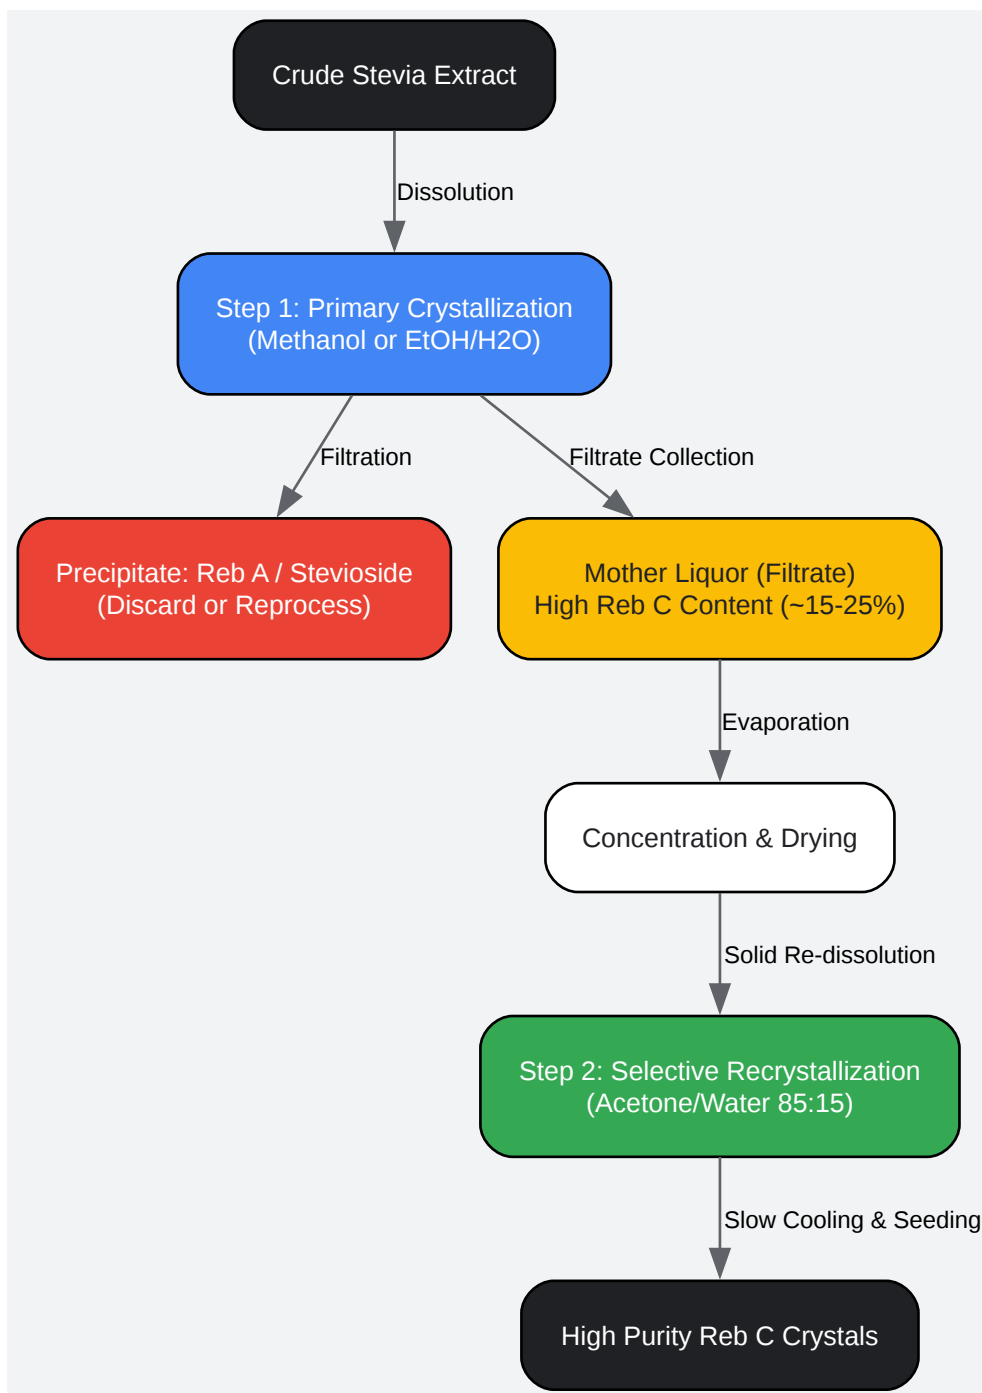 Crude Stevia Extract
Dissolution
Step 1: Primary Crystallization
(Methanol or EtOH/H2O)
Filtration
Filtrate Collection
Precipitate: Reb A / Stevioside
(Discard or Reprocess)
Mother Liquor (Filtrate)
High Reb C Content (~15-25%)
Evaporation
Concentration & Drying
Solid Re-dissolution
Step 2: Selective Recrystallization
(Acetone/Water 85:15)
Slow Cooling & Seeding
High Purity Reb C Crystals